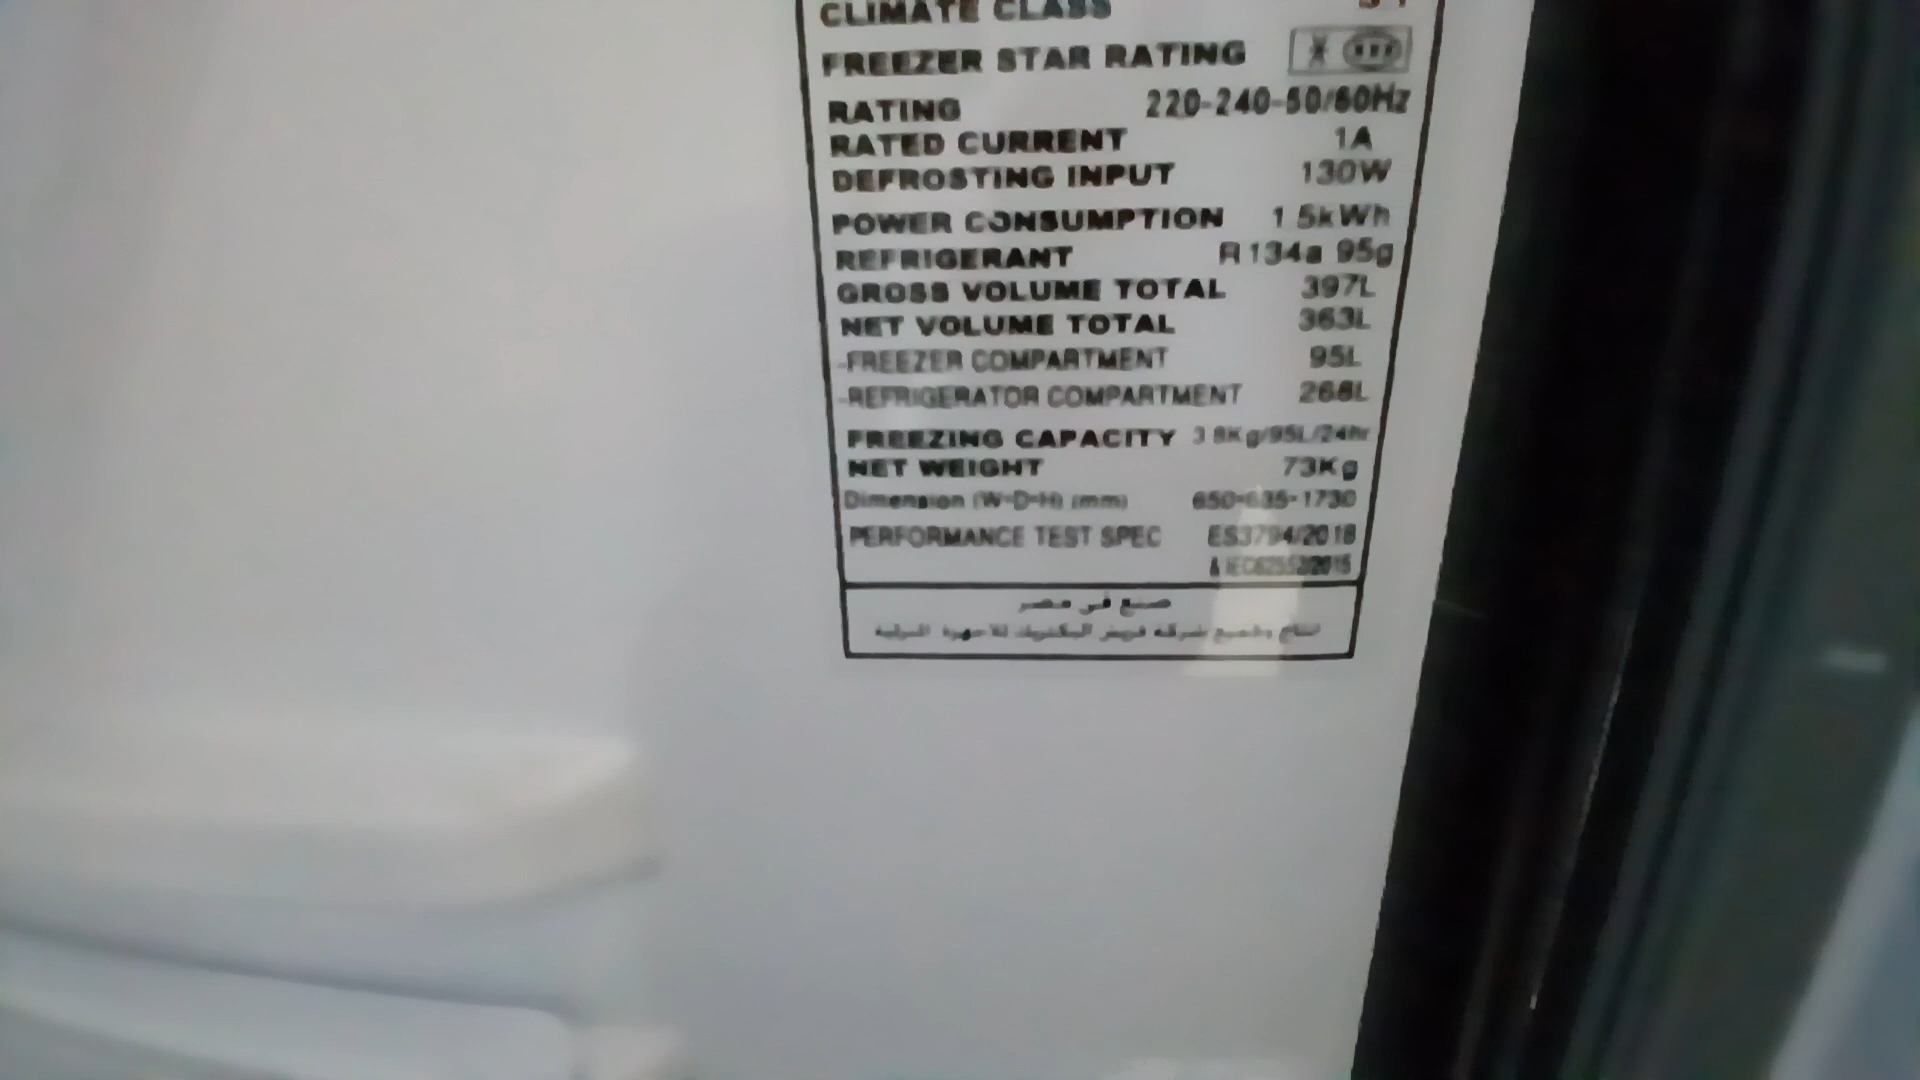 CLIMATE CLASS
FREEZER STAR RATING
RATING 220-240-50/60Hz
RATED CURRENT 1A
DEFROSTING INPUT 130W
POWER CONSUMPTION 1.5kWh
REFRIGERANT R134a 95g
GROSS VOLUME TOTAL 397L
NET VOLUME TOTAL 363L
-FREEZER COMPARTMENT 95L
-REFRIGERATOR COMPARTMENT 268L
FREEZING CAPACITY 3.8Kg/95L/24hr
NET WEIGHT 73Kg
Dimension (W-D-H) (mm) 650-635-1730
PERFORMANCE TEST SPEC ES3794/2018
& IEC62552/2015
صنع في مصر
شركة